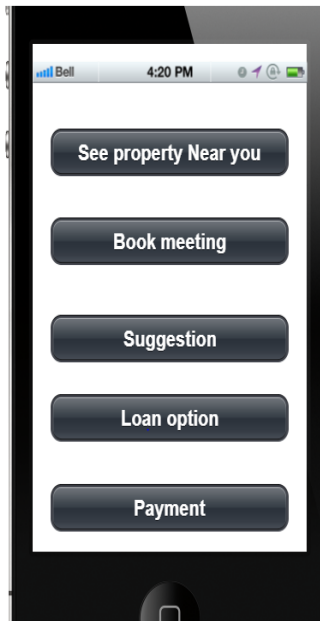 Bell 4:20 PM
See property Near you
Book meeting
Suggestion
Loan option
Payment